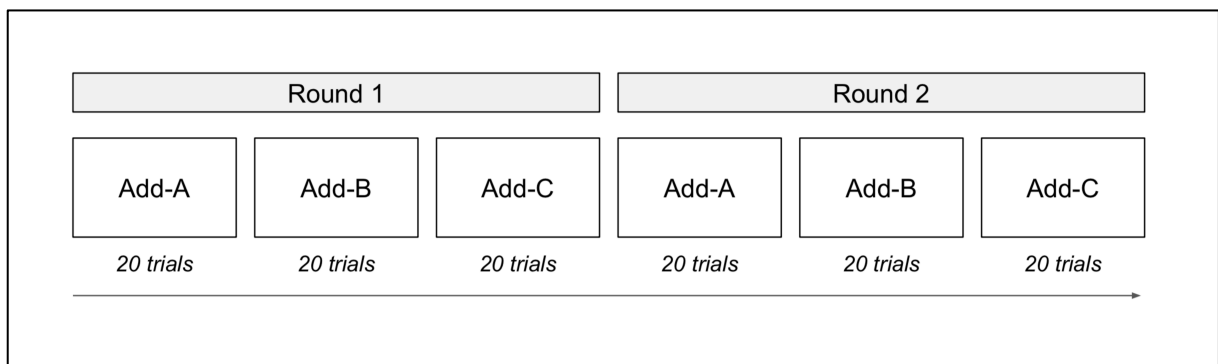 Round 1 Round 2
Add-A Add-B Add-C Add-A Add-B Add-C
20 trials 20 trials 20 trials 20 trials 20 trials 20 trials